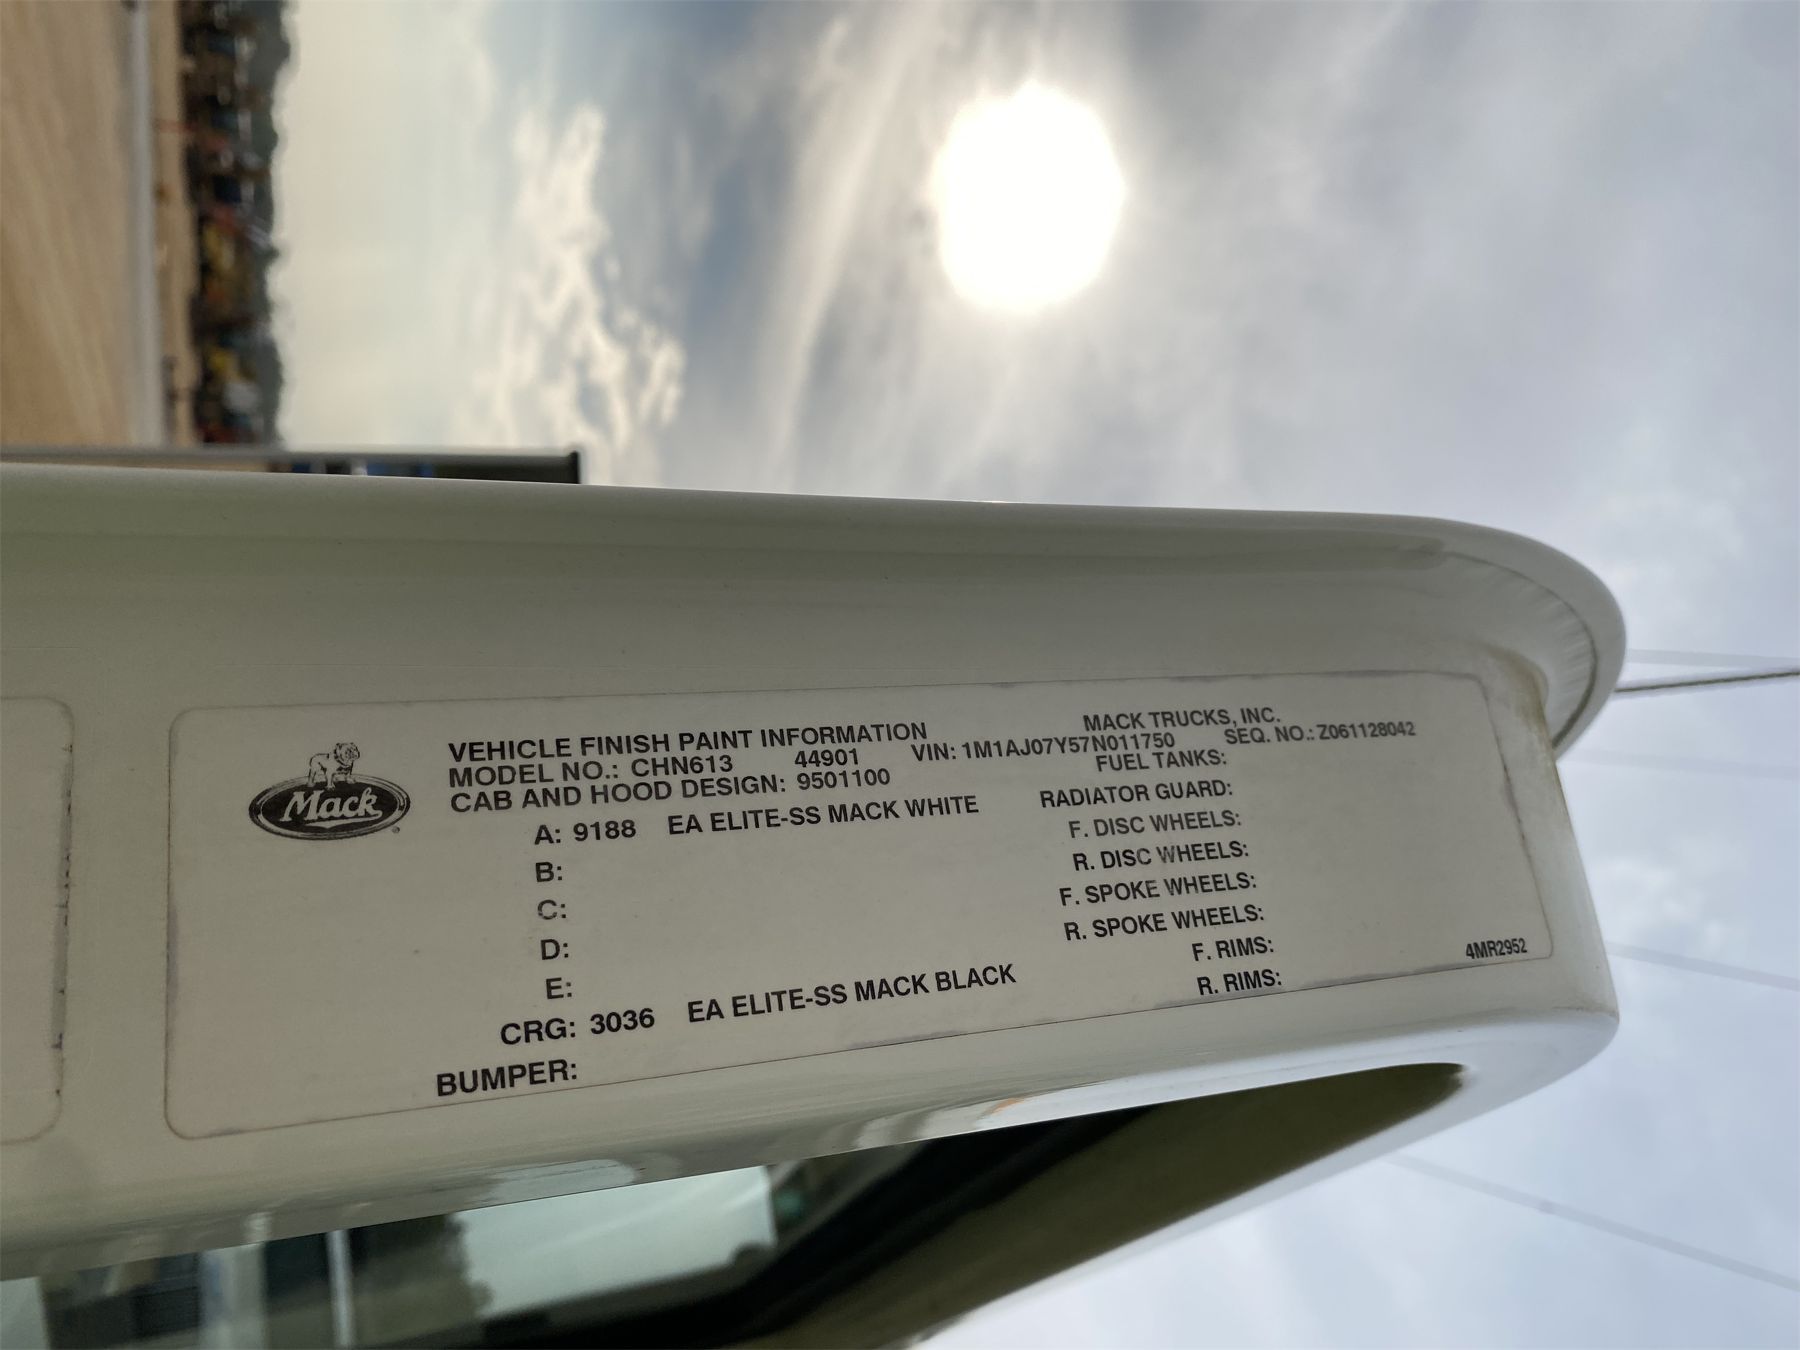 Mack
VEHICLE FINISH PAINT INFORMATION
MACK TRUCKS, INC.
MODEL NO.: CHN613 44901 VIN: 1M1AJ07Y57N011750 SEQ. NO.: Z061128042
CAB AND HOOD DESIGN: 9501100
FUEL TANKS:
A: 9188 EA ELITE-SS MACK WHITE
RADIATOR GUARD:
B:
F. DISC WHEELS:
C:
R. DISC WHEELS:
D:
F. SPOKE WHEELS:
E:
R. SPOKE WHEELS:
CRG: 3036 EA ELITE-SS MACK BLACK
F. RIMS:
BUMPER:
R. RIMS:
4MR2952